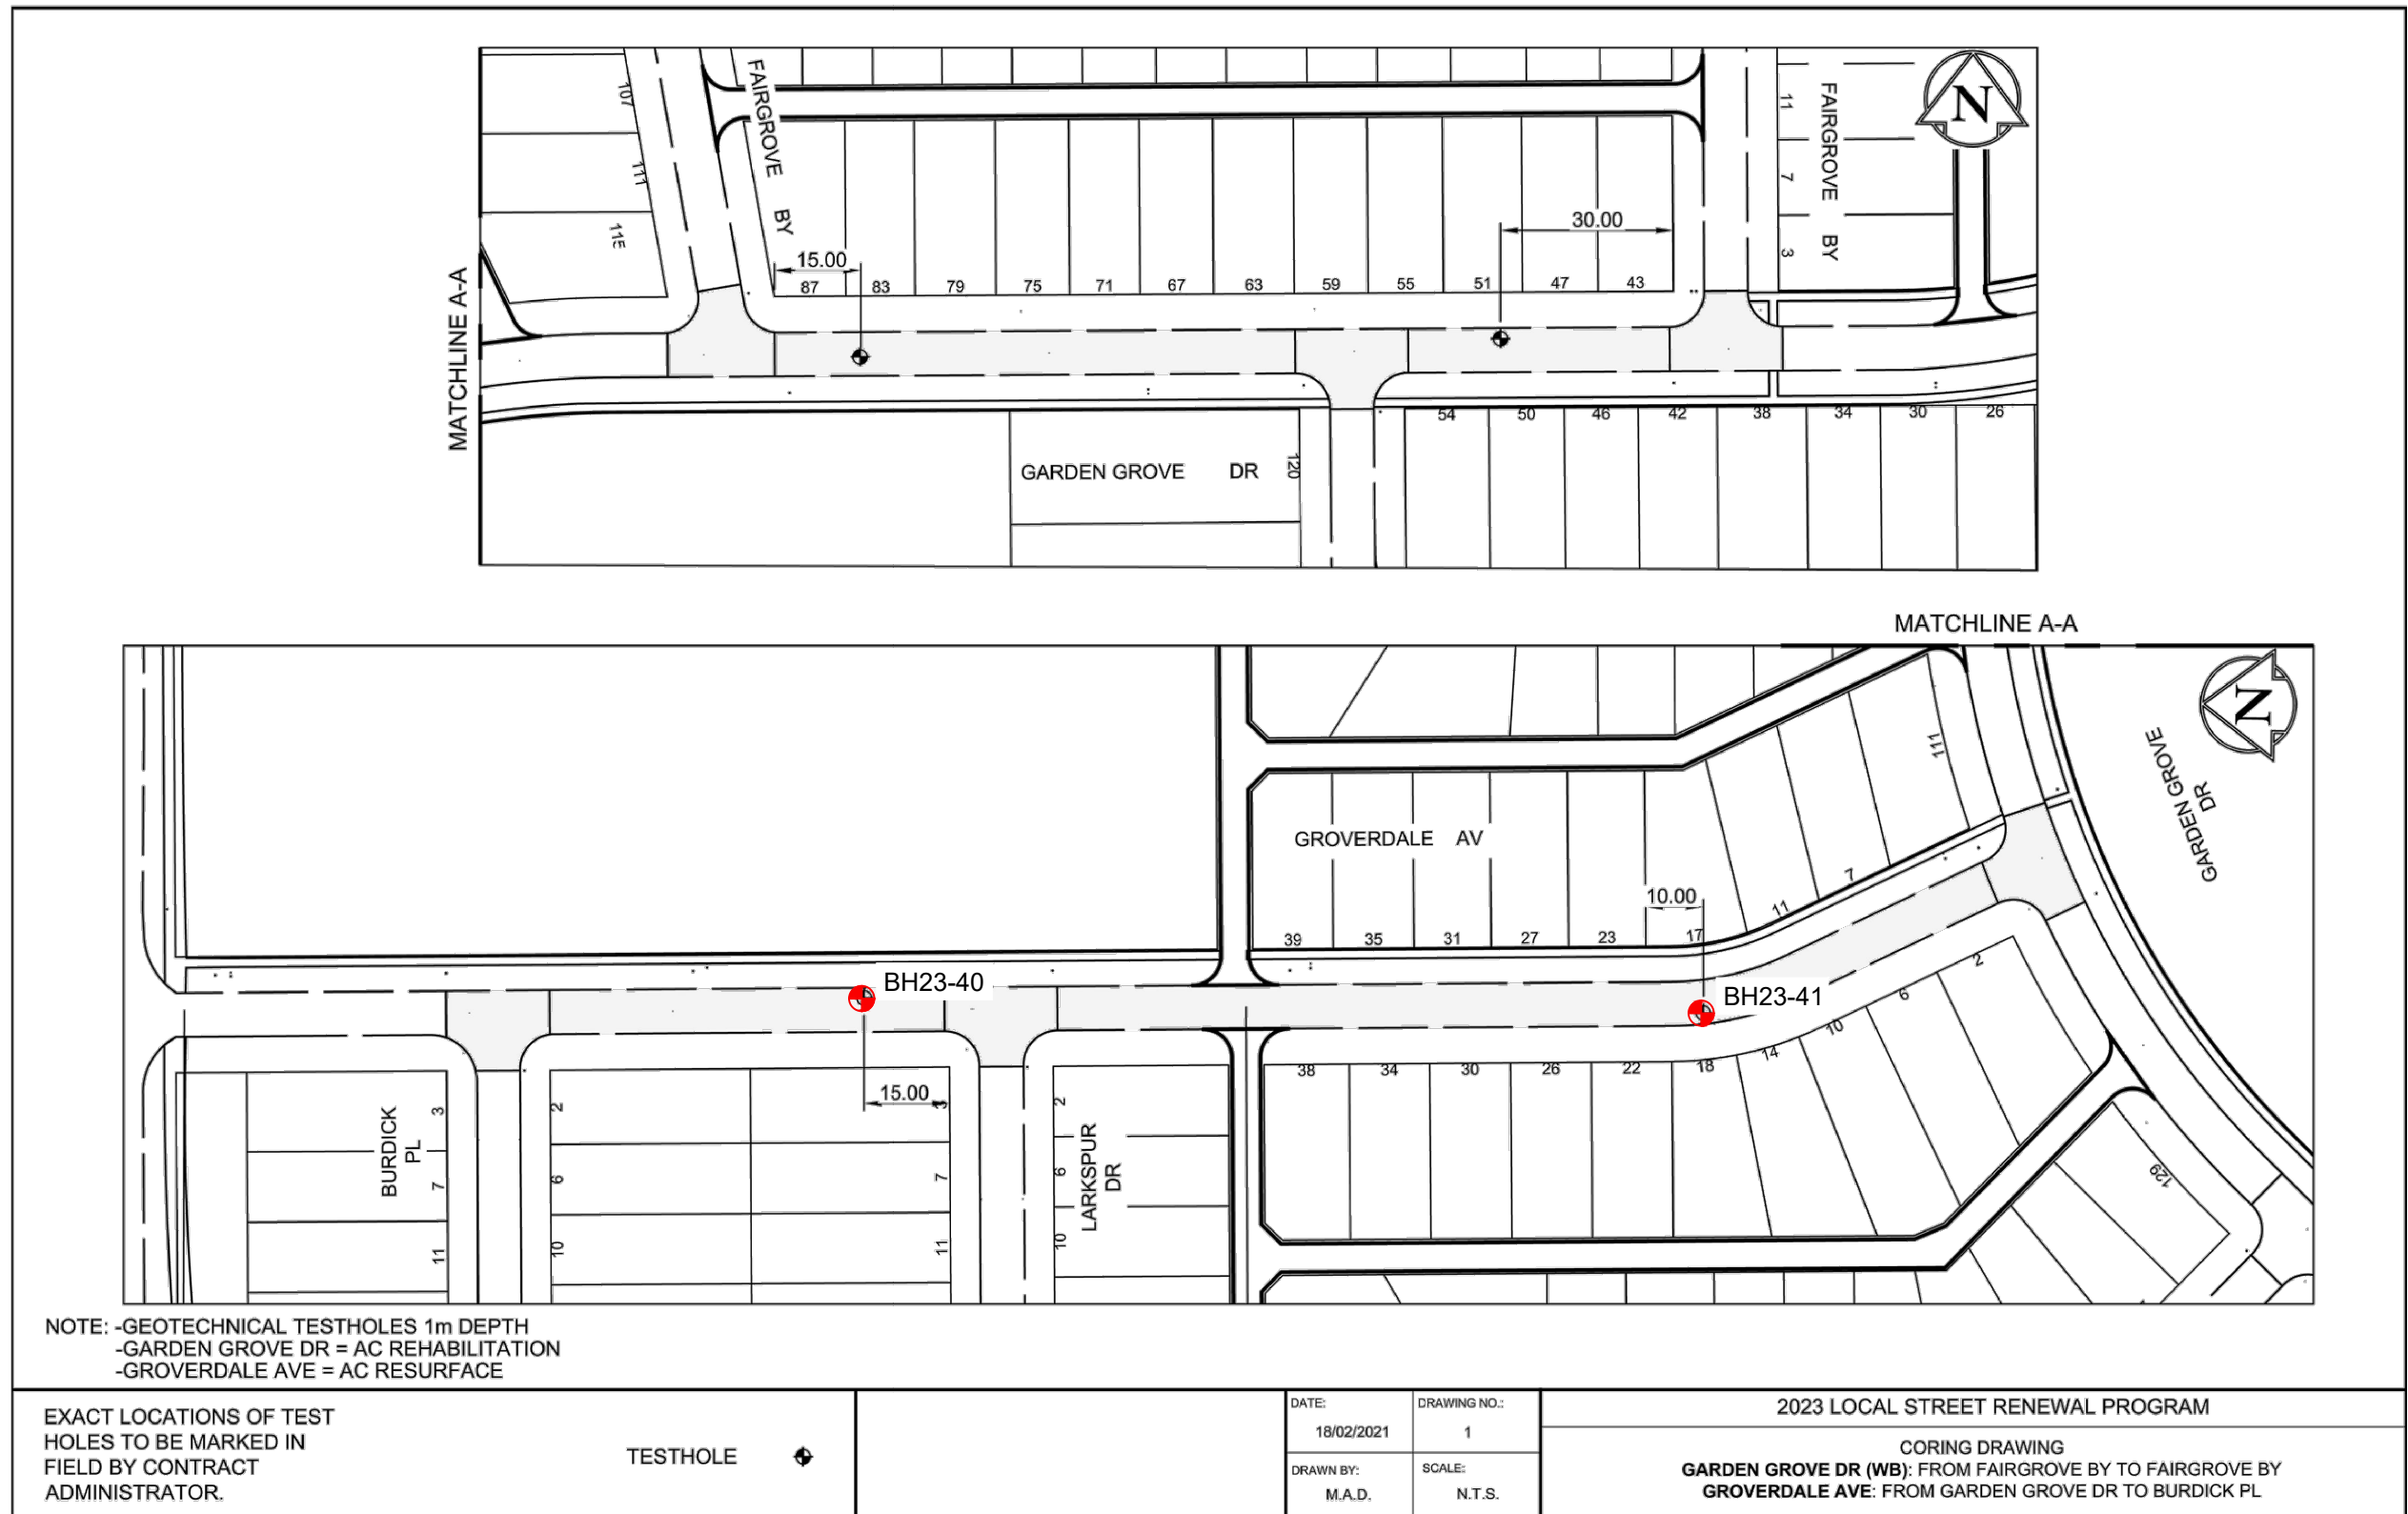 FAIRGROVE BY
107
111
115
11
7
3
FAIRGROVE BY
N
30.00
15.00
87 83 79 75 71 67 63 59 55 51 47 43
MATCHLINE A-A
54 50 46 42 38 34 30 26
GARDEN GROVE DR
120
MATCHLINE A-A
N
GARDEN GROVE
DR
111
GROVERDALE AV
10.00
39 35 31 27 23 17 11 7
BH23-40
BH23-41
38 34 30 26 22 18 14 10 6 2
15.00
BURDICK
PL
3
7
11
2
6
10
3
7
11
LARKSPUR
DR
2
6
10
129
NOTE: -GEOTECHNICAL TESTHOLES 1m DEPTH
-GARDEN GROVE DR = AC REHABILITATION
-GROVERDALE AVE = AC RESURFACE
EXACT LOCATIONS OF TEST
HOLES TO BE MARKED IN
FIELD BY CONTRACT
ADMINISTRATOR.
TESTHOLE
DATE:
18/02/2021
DRAWING NO.:
1
DRAWN BY:
M.A.D.
SCALE:
N.T.S.
2023 LOCAL STREET RENEWAL PROGRAM
CORING DRAWING
GARDEN GROVE DR (WB): FROM FAIRGROVE BY TO FAIRGROVE BY
GROVERDALE AVE: FROM GARDEN GROVE DR TO BURDICK PL